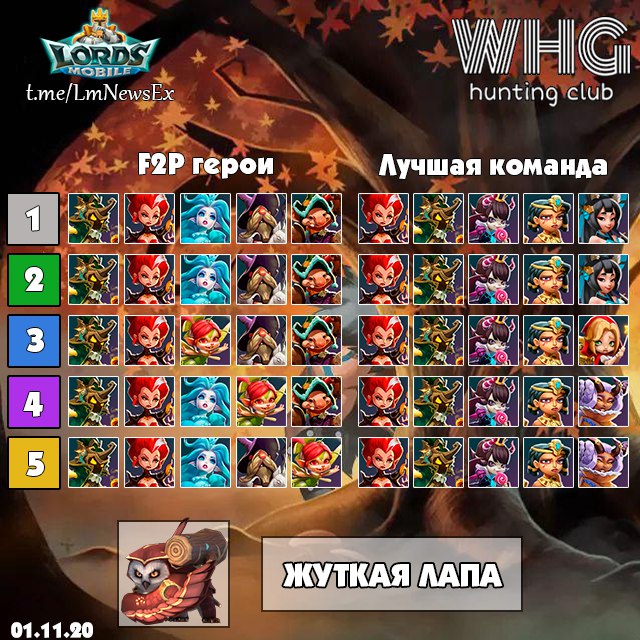 LORDS
MOBILE
t.me/LmNewsEx
WHG
hunting club
F2P герои
Лучшая команда
1
2
3
4
5
ЖУТКАЯ ЛАПА
01.11.20